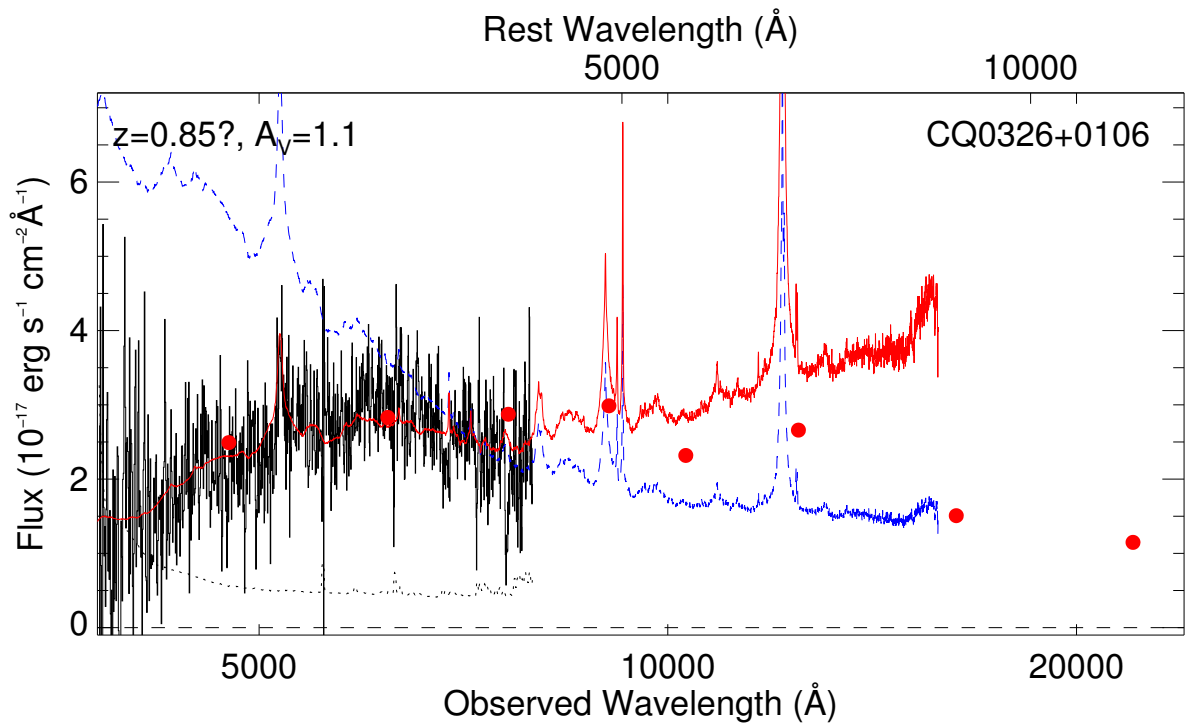 Rest Wavelength (Å)
5000 10000
z=0.85?, A_V=1.1 CQ0326+0106
6
4
2
0
Flux (10⁻¹⁷ erg s⁻¹ cm⁻² Å⁻¹)
5000 10000 20000
Observed Wavelength (Å)